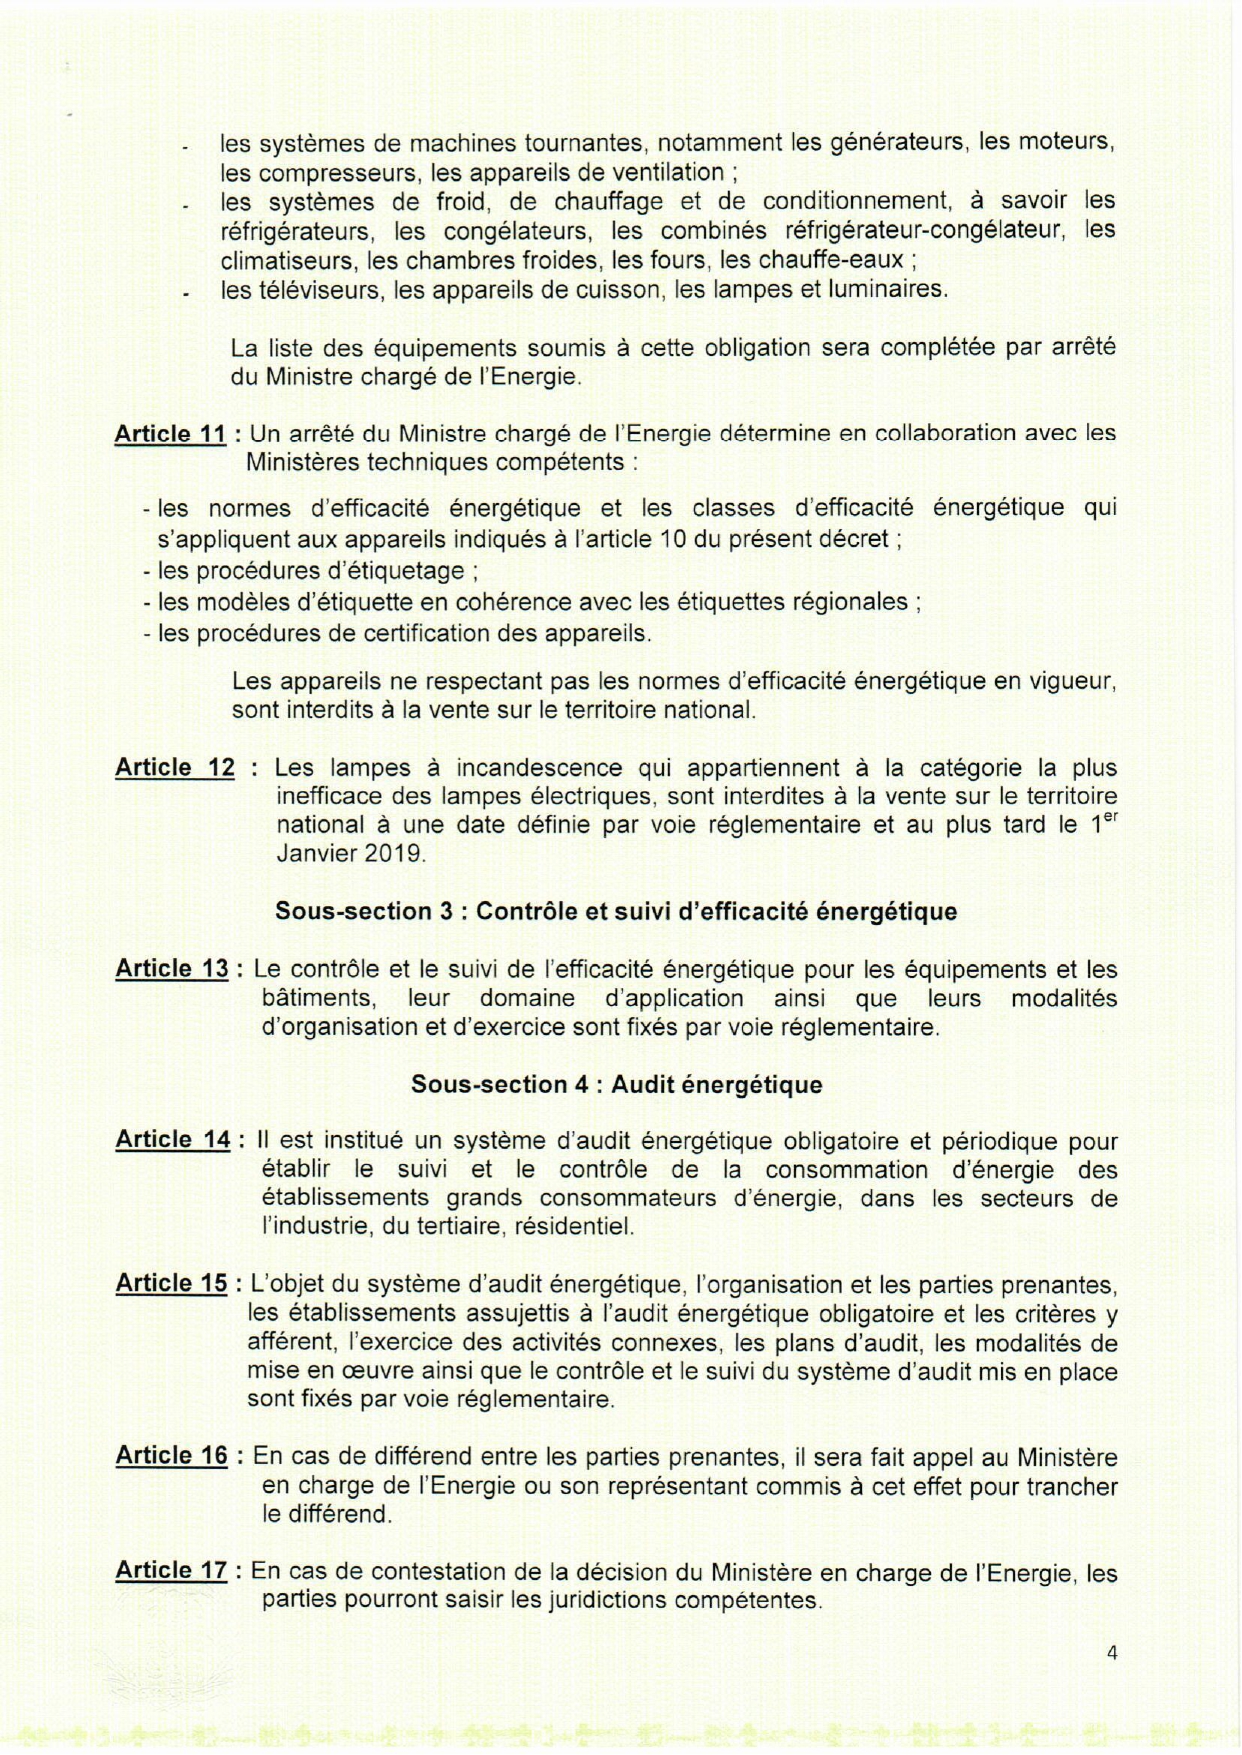 - les systèmes de machines tournantes, notamment les générateurs, les moteurs,
les compresseurs, les appareils de ventilation ;
- les systèmes de froid, de chauffage et de conditionnement, à savoir les
réfrigérateurs, les congélateurs, les combinés réfrigérateur-congélateur, les
climatiseurs, les chambres froides, les fours, les chauffe-eaux ;
- les téléviseurs, les appareils de cuisson, les lampes et luminaires.
La liste des équipements soumis à cette obligation sera complétée par arrêté
du Ministre chargé de l'Energie.
Article 11 : Un arrêté du Ministre chargé de l'Energie détermine en collaboration avec les
Ministères techniques compétents :
- les normes d'efficacité énergétique et les classes d'efficacité énergétique qui
s'appliquent aux appareils indiqués à l'article 10 du présent décret ;
- les procédures d'étiquetage ;
- les modèles d'étiquette en cohérence avec les étiquettes régionales ;
- les procédures de certification des appareils.
Les appareils ne respectant pas les normes d'efficacité énergétique en vigueur,
sont interdits à la vente sur le territoire national.
Article 12 : Les lampes à incandescence qui appartiennent à la catégorie la plus
inefficace des lampes électriques, sont interdites à la vente sur le territoire
national à une date définie par voie réglementaire et au plus tard le 1er
Janvier 2019.
Sous-section 3 : Contrôle et suivi d'efficacité énergétique
Article 13 : Le contrôle et le suivi de l'efficacité énergétique pour les équipements et les
bâtiments, leur domaine d'application ainsi que leurs modalités
d'organisation et d'exercice sont fixés par voie réglementaire.
Sous-section 4 : Audit énergétique
Article 14 : Il est institué un système d'audit énergétique obligatoire et périodique pour
établir le suivi et le contrôle de la consommation d'énergie des
établissements grands consommateurs d'énergie, dans les secteurs de
l'industrie, du tertiaire, résidentiel.
Article 15 : L'objet du système d'audit énergétique, l'organisation et les parties prenantes,
les établissements assujettis à l'audit énergétique obligatoire et les critères y
afférent, l'exercice des activités connexes, les plans d'audit, les modalités de
mise en œuvre ainsi que le contrôle et le suivi du système d'audit mis en place
sont fixés par voie réglementaire.
Article 16 : En cas de différend entre les parties prenantes, il sera fait appel au Ministère
en charge de l'Energie ou son représentant commis à cet effet pour trancher
le différend.
Article 17 : En cas de contestation de la décision du Ministère en charge de l'Energie, les
parties pourront saisir les juridictions compétentes.
4